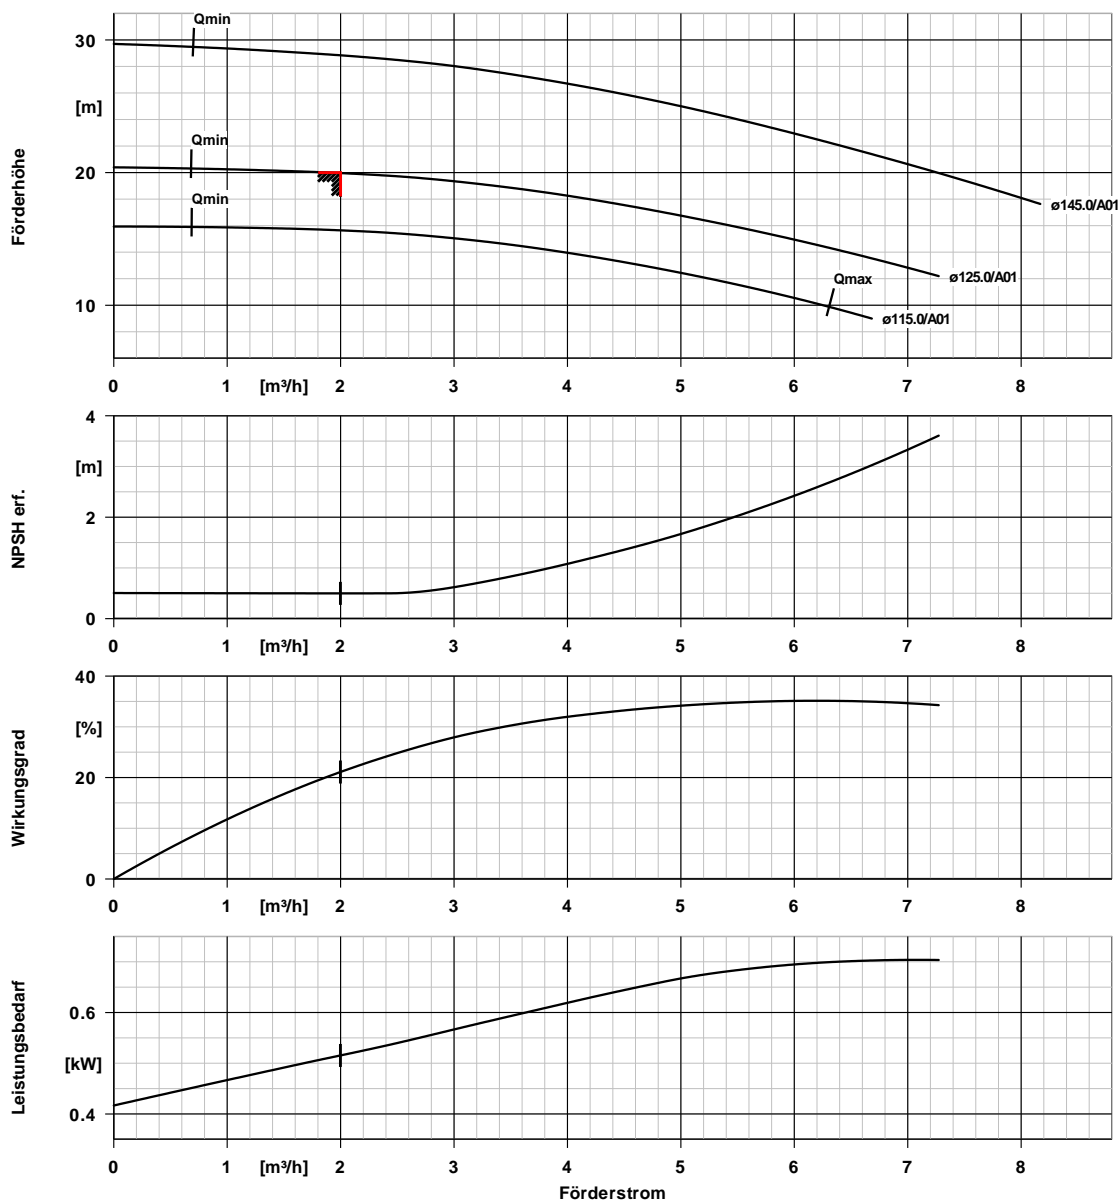 Qmin
30
[m]
Förderhöhe
Qmin
20
Qmin
ø145.0/A01
Qmax
ø125.0/A01
10
ø115.0/A01
0 1 [m³/h] 2 3 4 5 6 7 8
4
[m]
NPSH erf.
2
0
0 1 [m³/h] 2 3 4 5 6 7 8
40
[%]
Wirkungsgrad
20
0
0 1 [m³/h] 2 3 4 5 6 7 8
Leistungsbedarf
0.6
[kW]
0.4
0 1 [m³/h] 2 3 4 5 6 7 8
Förderstrom